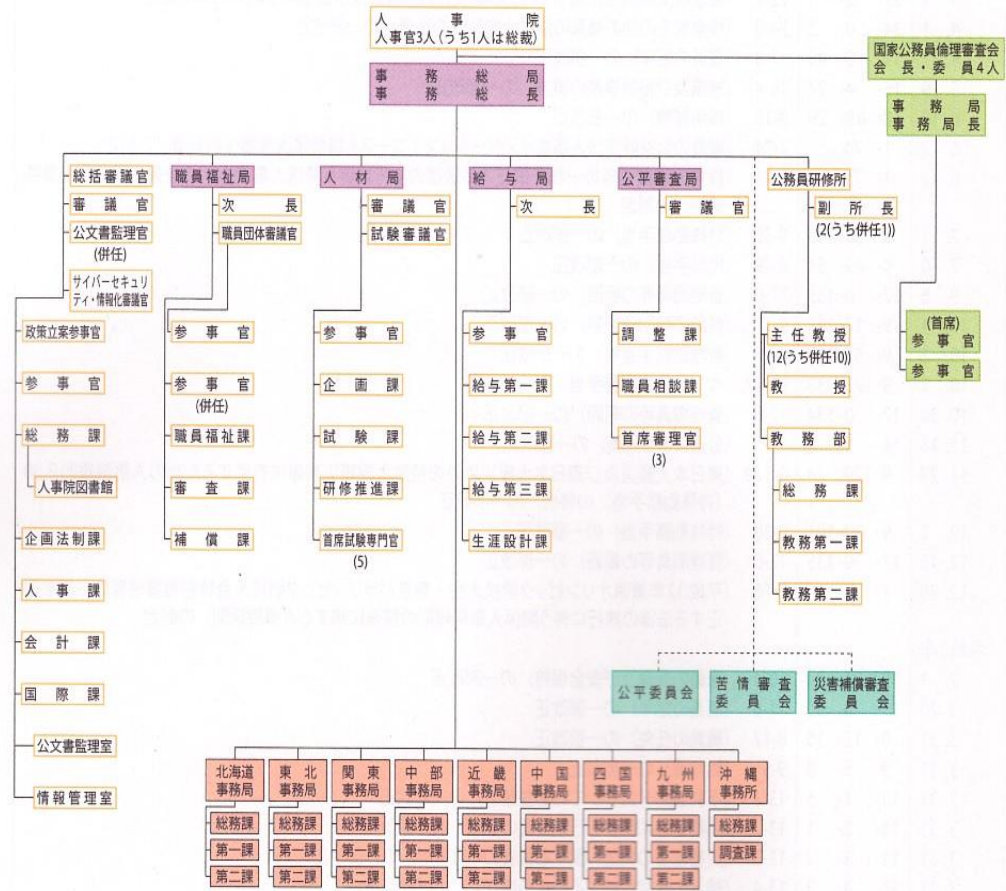 人事院
人事官3人(うち1人は総裁)
国家公務員倫理審査会
会長・委員4人
事務総局
事務総長
事務局
事務局長
総括審議官
審議官
公文書監理官
(併任)
サイバーセキュリ
ティ・情報化審議官
政策立案参事官
参事官
総務課
人事院図書館
企画法制課
人事課
会計課
国際課
公文書監理室
情報管理室
職員福祉局
次長
職員団体審議官
参事官
参事官
(併任)
職員福祉課
審査課
補償課
人材局
審議官
試験審議官
参事官
企画課
試験課
研修推進課
首席試験専門官
(5)
給与局
次長
参事官
給与第一課
給与第二課
給与第三課
生涯設計課
公平審査局
審議官
調整課
職員相談課
首席審理官
(3)
公務員研修所
副所長
(2(うち併任1))
主任教授
(12(うち併任10))
教授
教務部
総務課
教務第一課
教務第二課
(首席)
参事官
参事官
公平委員会
苦情審査
委員会
災害補償審査
委員会
北海道
事務局
総務課
第一課
第二課
東北
事務局
総務課
第一課
第二課
関東
事務局
総務課
第一課
第二課
中部
事務局
総務課
第一課
第二課
近畿
事務局
総務課
第一課
第二課
中国
事務局
総務課
第一課
第二課
四国
事務局
総務課
第一課
第二課
九州
事務局
総務課
第一課
第二課
沖縄
事務所
総務課
調査課